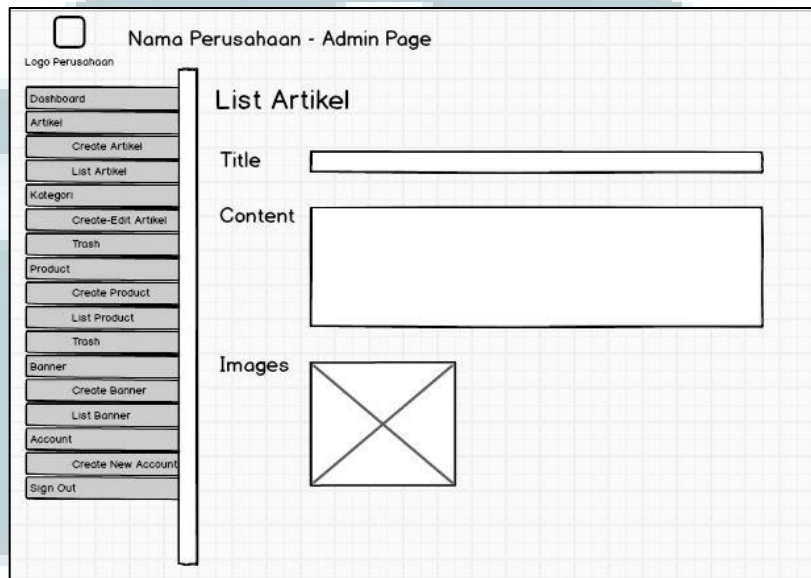 Nama Perusahaan - Admin Page
Logo Perusahaan
Dashboard
Artikel
Create Artikel
List Artikel
Kategori
Create-Edit Artikel
Trash
Product
Create Product
List Product
Trash
Banner
Create Banner
List Banner
Account
Create New Account
Sign Out
List Artikel
Title
Content
Images